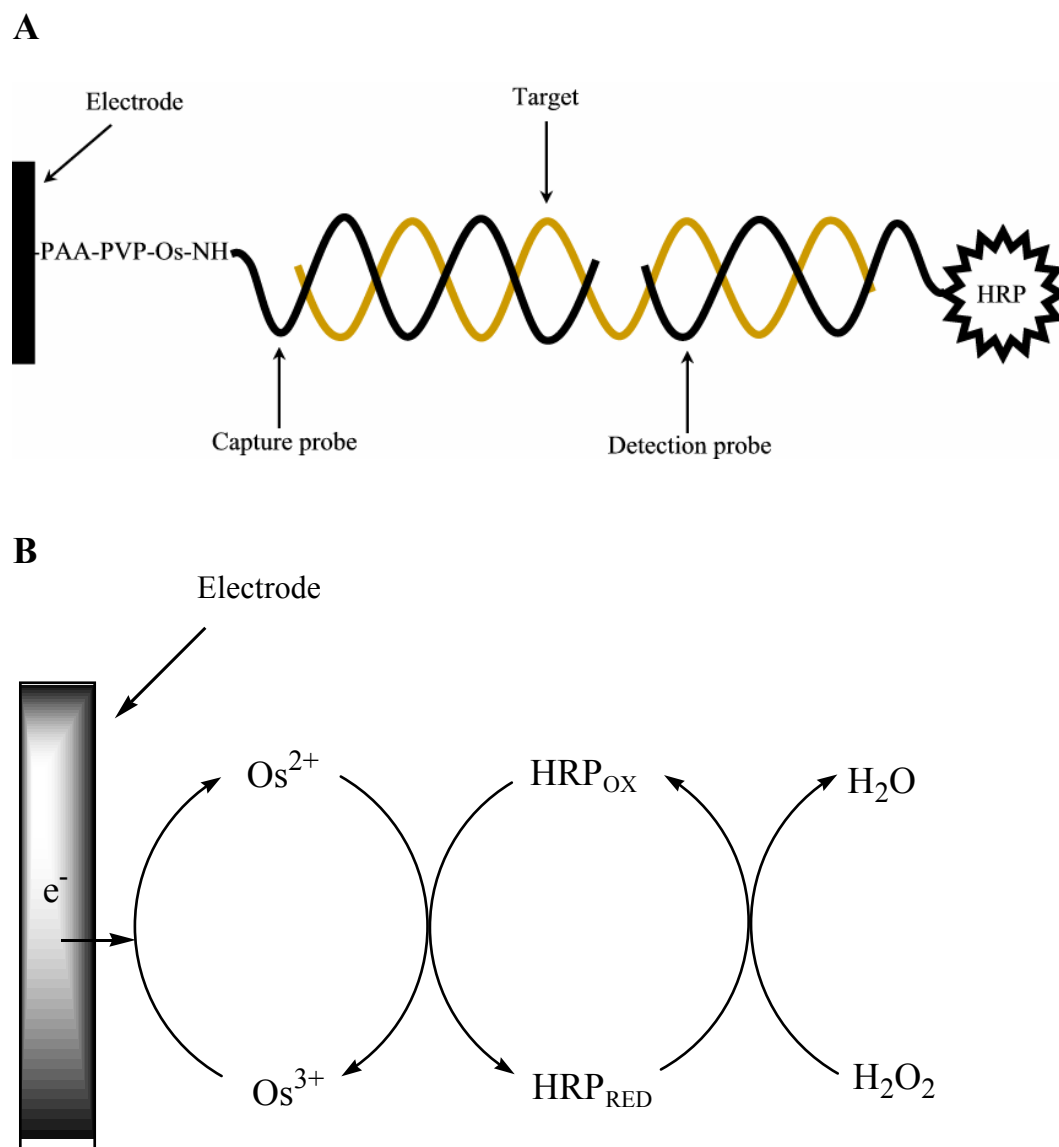 A
Electrode
Target
-PAA-PVP-Os-NH
HRP
Capture probe
Detection probe
B
Electrode
Os2+
HRPOX
H2O
e-
Os3+
HRPRED
H2O2